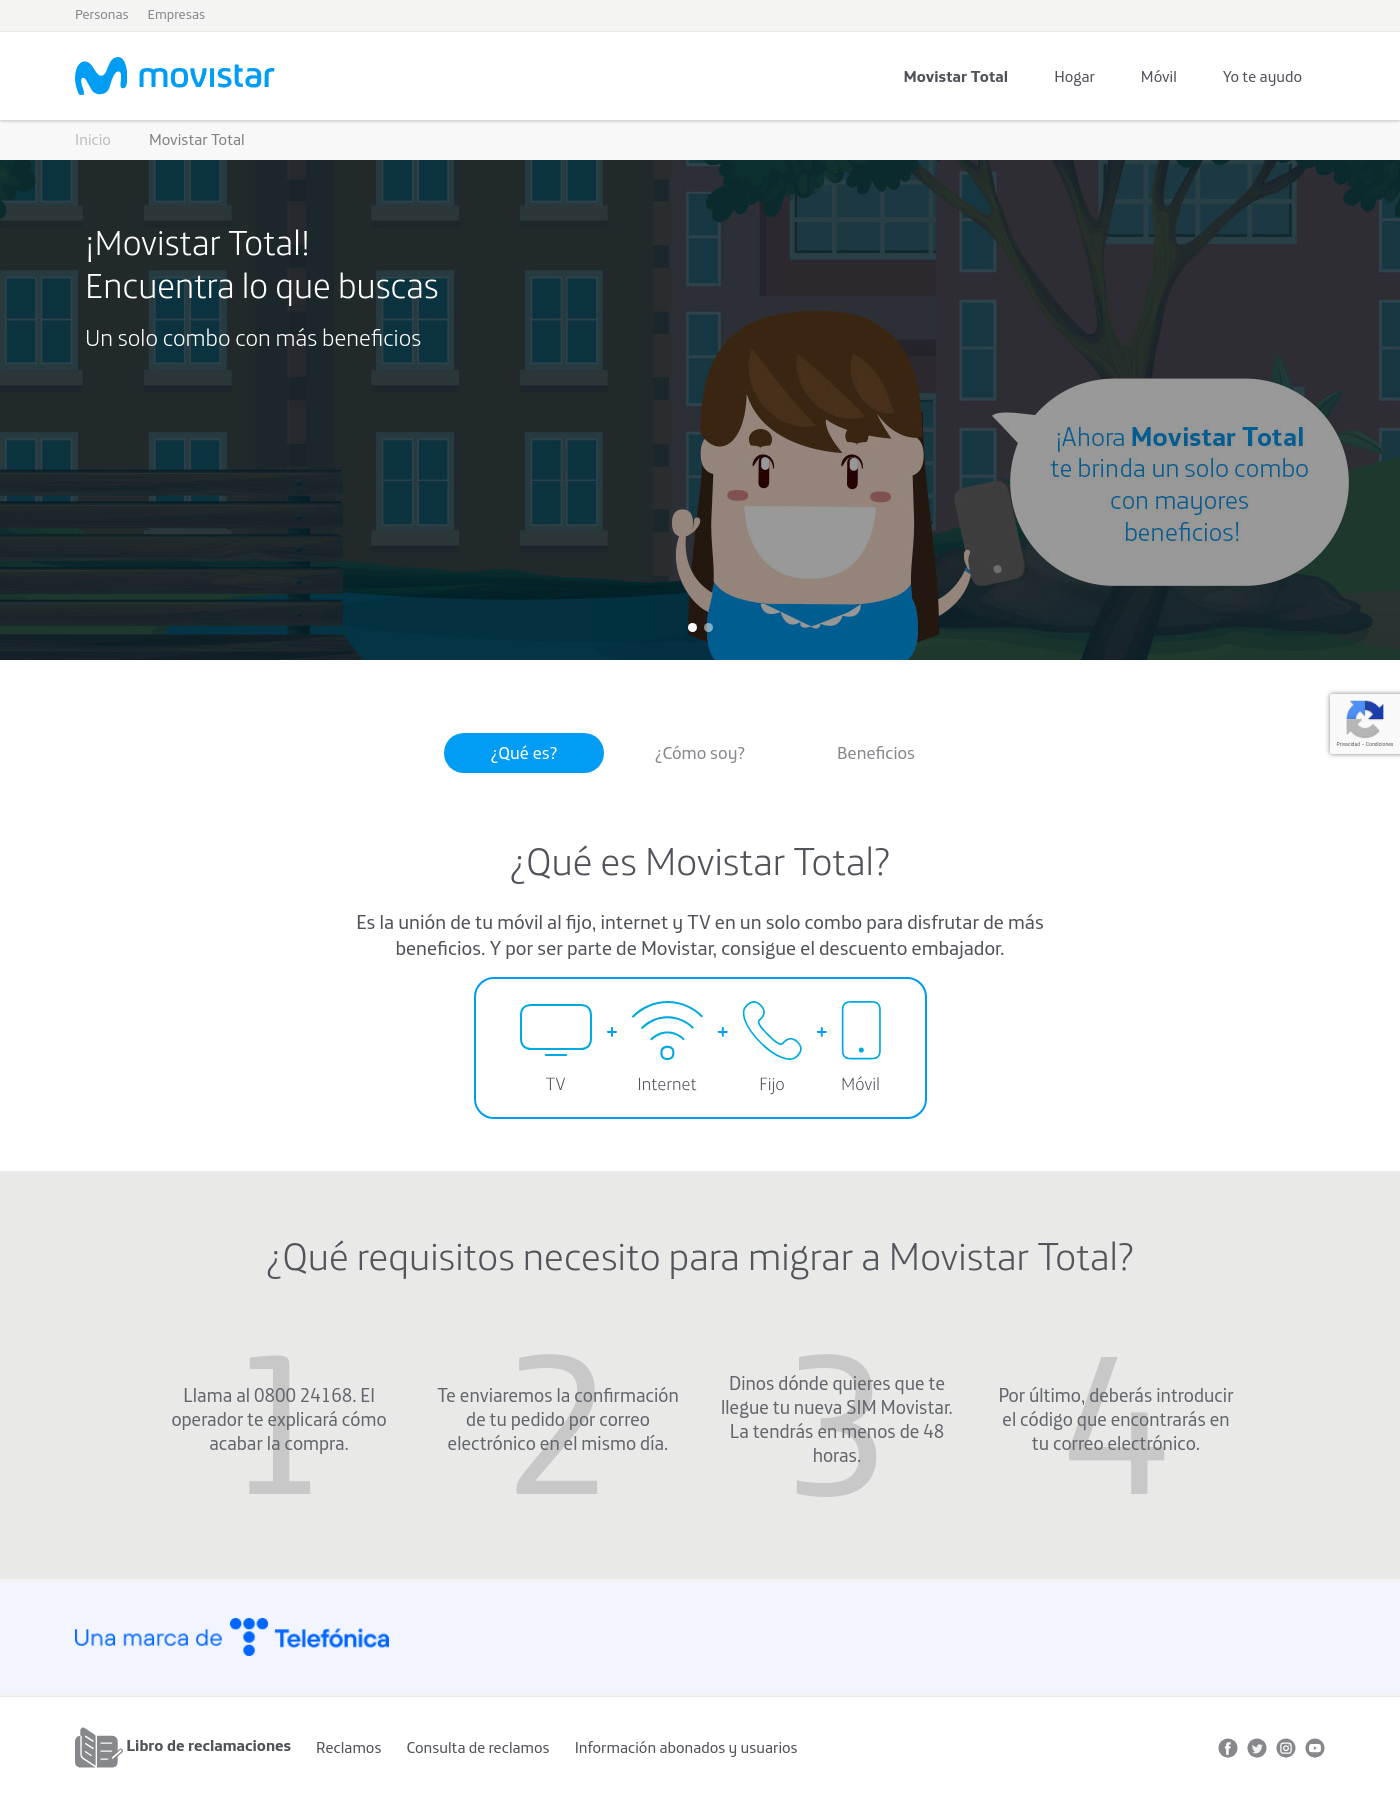 Personas Empresas
movistar
Movistar Total Hogar Móvil Yo te ayudo
Inicio Movistar Total
¡Movistar Total!
Encuentra lo que buscas
Un solo combo con más beneficios
¡Ahora Movistar Total
te brinda un solo combo
con mayores
beneficios!
Privacidad - Condiciones
¿Qué es? ¿Cómo soy? Beneficios
¿Qué es Movistar Total?
Es la unión de tu móvil al fijo, internet y TV en un solo combo para disfrutar de más
beneficios. Y por ser parte de Movistar, consigue el descuento embajador.
+ + +
TV Internet Fijo Móvil
¿Qué requisitos necesito para migrar a Movistar Total?
1
Llama al 0800 24168. El
operador te explicará cómo
acabar la compra.
2
Te enviaremos la confirmación
de tu pedido por correo
electrónico en el mismo día.
3
Dinos dónde quieres que te
llegue tu nueva SIM Movistar.
La tendrás en menos de 48
horas.
4
Por último, deberás introducir
el código que encontrarás en
tu correo electrónico.
Una marca de Telefónica
Libro de reclamaciones Reclamos Consulta de reclamos Información abonados y usuarios